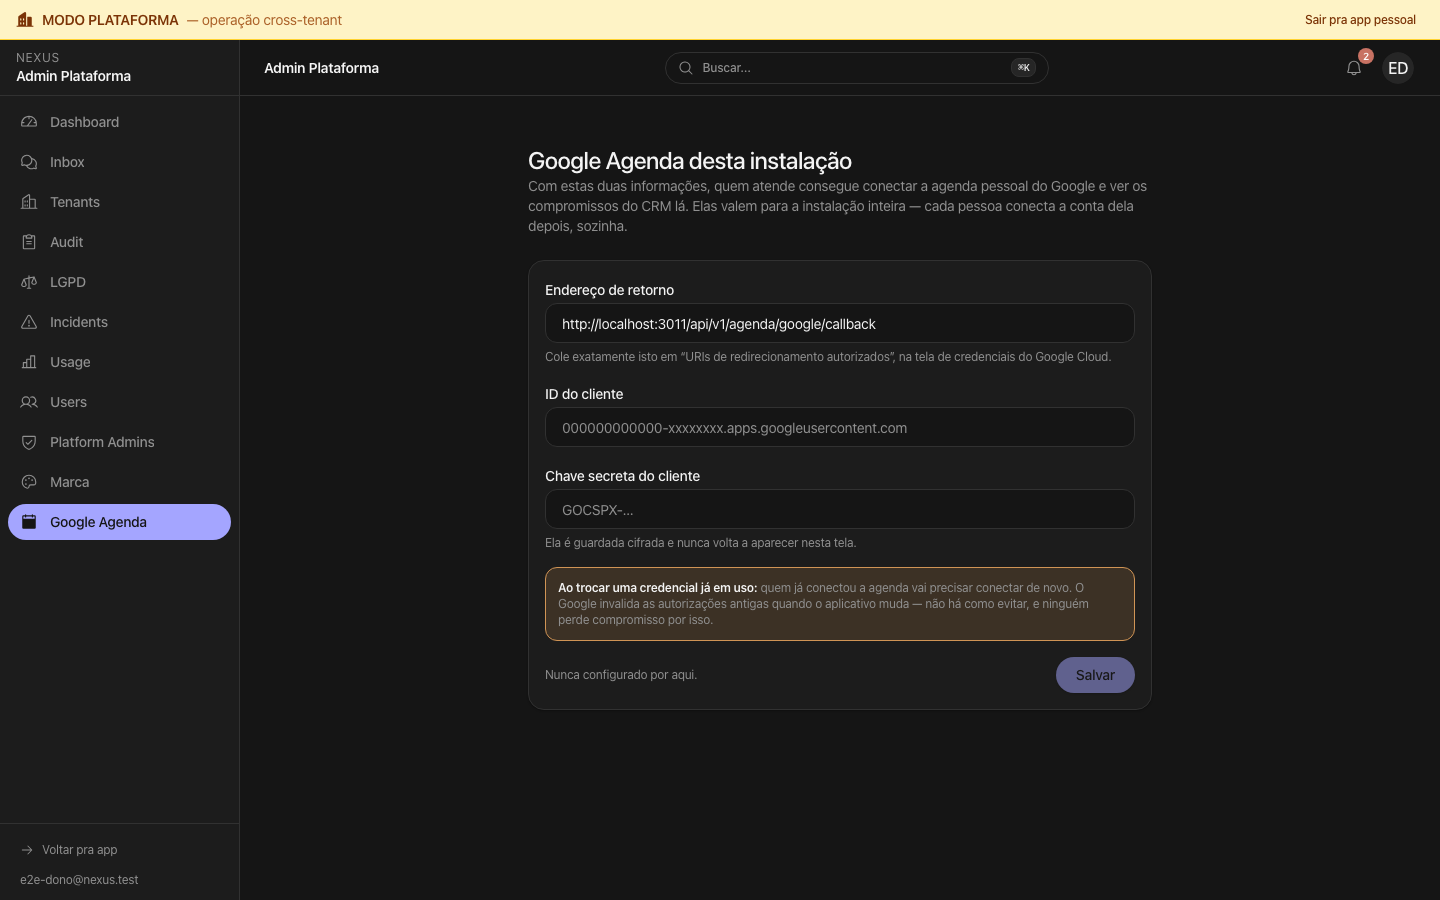 MODO PLATAFORMA — operação cross-tenant
Sair pra app pessoal
NEXUS
Admin Plataforma
Admin Plataforma
Buscar...
⌘K
2
ED
Dashboard
Inbox
Tenants
Audit
LGPD
Incidents
Usage
Users
Platform Admins
Marca
Google Agenda
Google Agenda desta instalação
Com estas duas informações, quem atende consegue conectar a agenda pessoal do Google e ver os
compromissos do CRM lá. Elas valem para a instalação inteira — cada pessoa conecta a conta dela
depois, sozinha.
Endereço de retorno
http://localhost:3011/api/v1/agenda/google/callback
Cole exatamente isto em “URIs de redirecionamento autorizados”, na tela de credenciais do Google Cloud.
ID do cliente
000000000000-xxxxxxxx.apps.googleusercontent.com
Chave secreta do cliente
GOCSPX-...
Ela é guardada cifrada e nunca volta a aparecer nesta tela.
Ao trocar uma credencial já em uso: quem já conectou a agenda vai precisar conectar de novo. O
Google invalida as autorizações antigas quando o aplicativo muda — não há como evitar, e ninguém
perde compromisso por isso.
Nunca configurado por aqui.
Salvar
Voltar pra app
e2e-dono@nexus.test